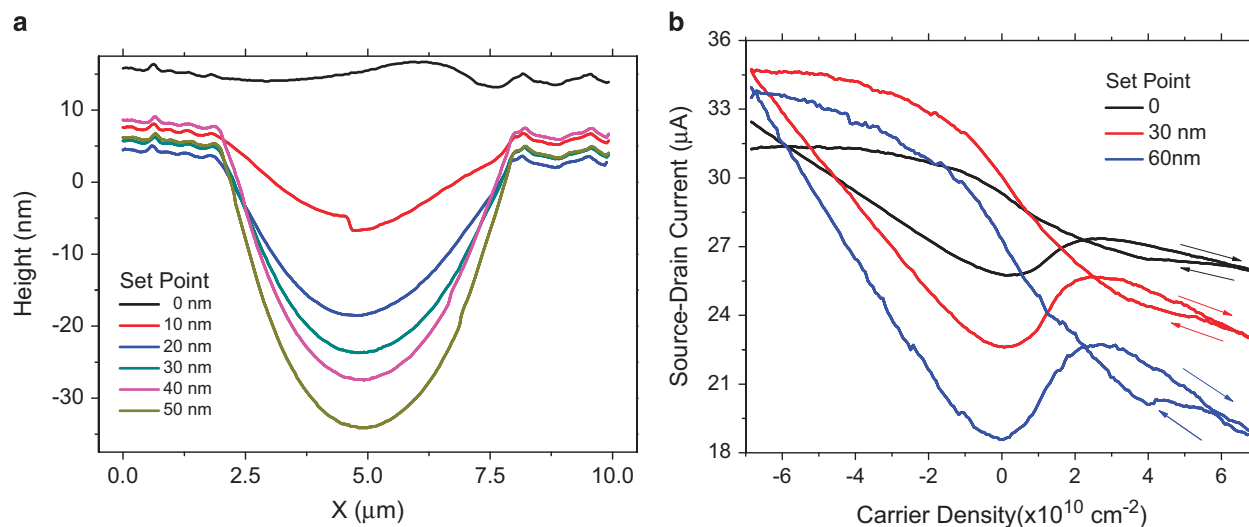 a
10
0
-10
-20
-30
Height (nm)
Set Point
0 nm
10 nm
20 nm
30 nm
40 nm
50 nm
0.0 2.5 5.0 7.5 10.0
X (μm)
b
36
33
30
27
24
21
18
Source-Drain Current (μA)
Set Point
0
30 nm
60nm
-6 -4 -2 0 2 4 6
Carrier Density(x10¹⁰ cm⁻²)